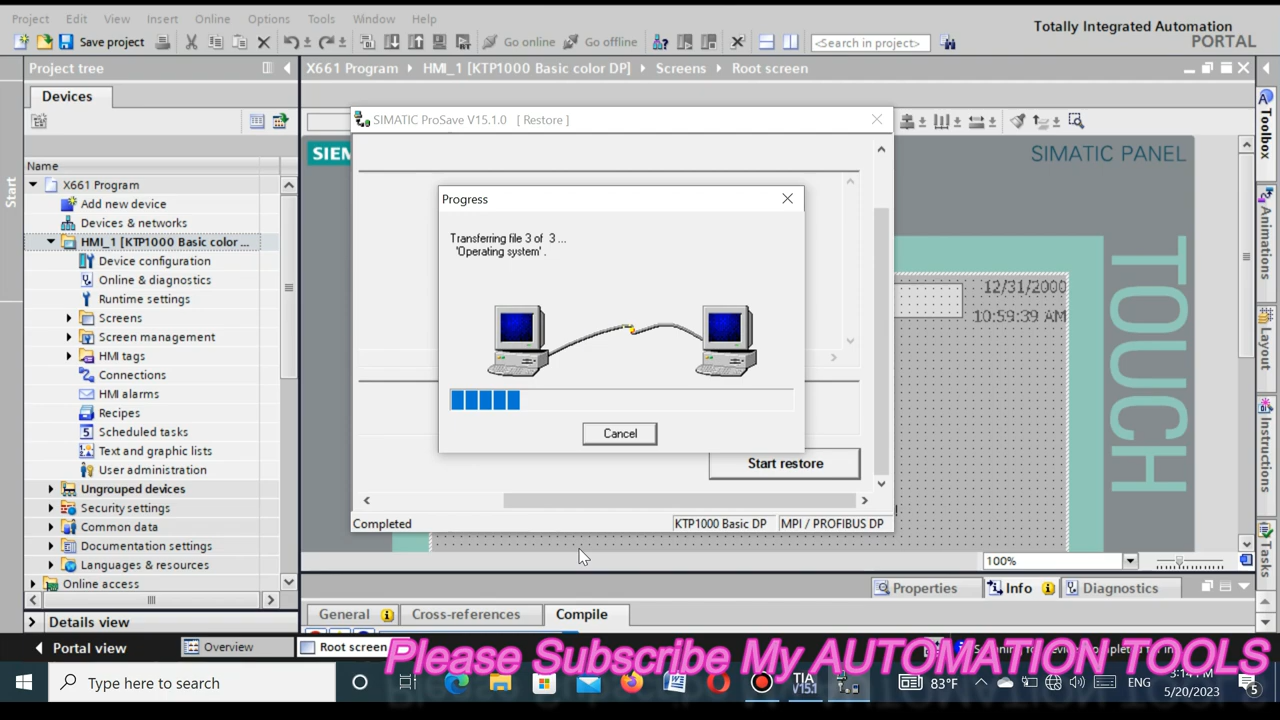 Project Edit View Insert Online Options Tools Window Help
Totally Integrated Automation
PORTAL
Save project
Go online
Go offline
<Search in project>
Project tree
X661 Program HMI_1 [KTP1000 Basic color DP] Screens Root screen
Devices
Start
Name
X661 Program
Add new device
Devices & networks
HMI_1 [KTP1000 Basic color ...
Device configuration
Online & diagnostics
Runtime settings
Screens
Screen management
HMI tags
Connections
HMI alarms
Recipes
Scheduled tasks
Text and graphic lists
User administration
Ungrouped devices
Security settings
Common data
Documentation settings
Languages & resources
Online access
Details view
SIMATIC ProSave V15.1.0 [ Restore ]
SIEM
SIMATIC PANEL
Progress
Transferring file 3 of 3 ...
'Operating system' .
Cancel
Start restore
Completed
KTP1000 Basic DP
MPI / PROFIBUS DP
12/31/2000
10:59:39 AM
TOUCH
100%
Toolbox
Animations
Layout
Instructions
Tasks
Properties
Info
Diagnostics
General
Cross-references
Compile
Portal view
Overview
Root screen
Please Subscribe My AUTOMATION TOOLS
Type here to search
TIA
V15.1
83°F
ENG
5/20/2023
5